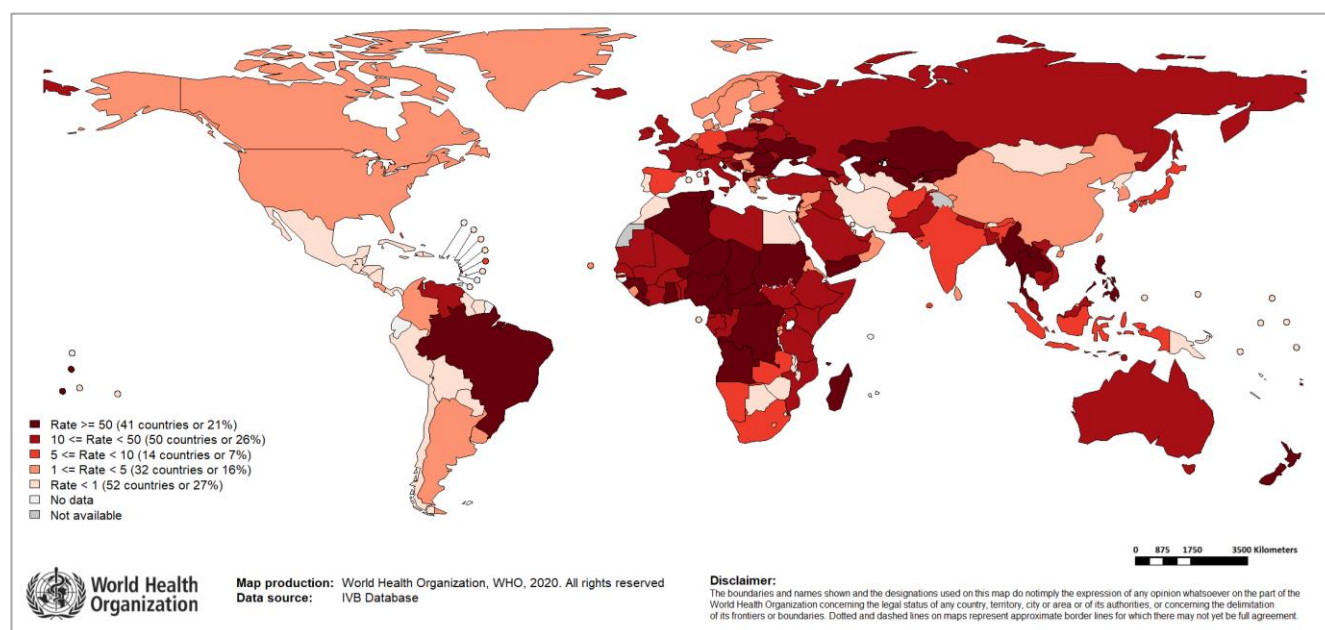 Rate >= 50 (41 countries or 21%)
10 <= Rate < 50 (50 countries or 26%)
5 <= Rate < 10 (14 countries or 7%)
1 <= Rate < 5 (32 countries or 16%)
Rate < 1 (52 countries or 27%)
No data
Not available
0 875 1750 3500 Kilometers
World Health
Organization
Map production: World Health Organization, WHO, 2020. All rights reserved
Data source: IVB Database
Disclaimer:
The boundaries and names shown and the designations used on this map do notimply the expression of any opinion whatsoever on the part of the
World Health Organization concerning the legal status of any country, territory, city or area or of its authorities, or concerning the delimitation
of its frontiers or boundaries. Dotted and dashed lines on maps represent approximate border lines for which there may not yet be full agreement.